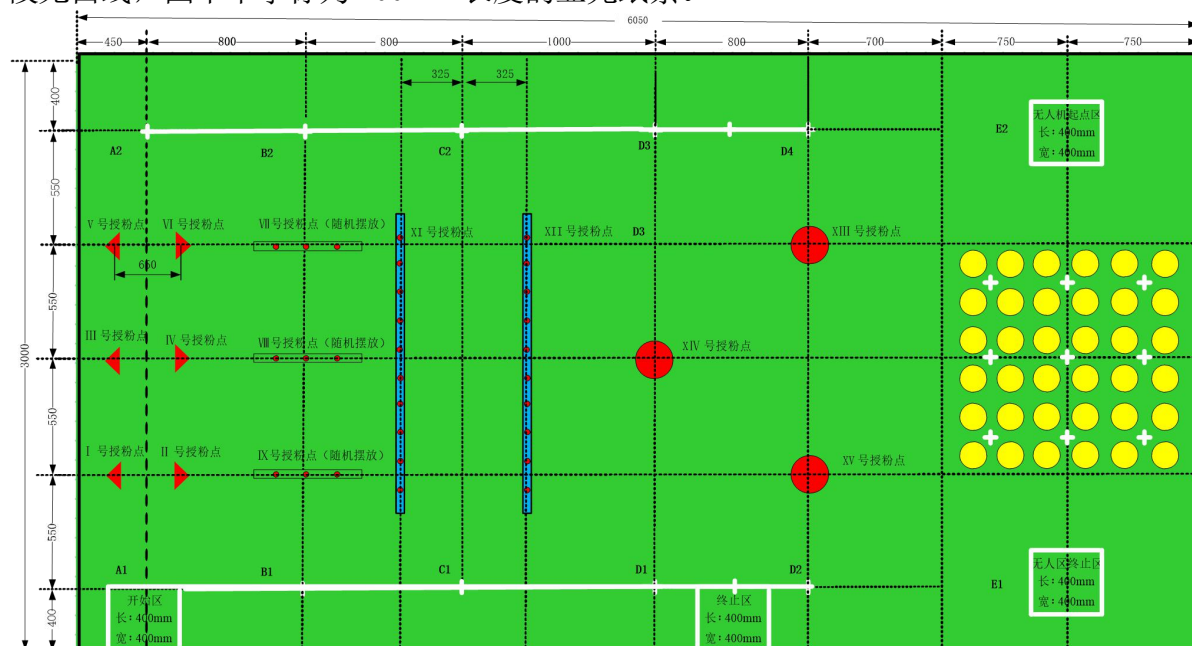 6050
450 800 800 1000 800 700 750 750
325 325
400
无人机起点区
长：400mm
宽：400mm
E2
A2 B2 C2 D3 D4
550
V 号授粉点 VI 号授粉点 VII号授粉点（随机摆放） XI 号授粉点 XII 号授粉点 D3 XIII 号授粉点
650
550
3000
III 号授粉点 IV 号授粉点 VIII号授粉点（随机摆放） XIV 号授粉点
550
I 号授粉点 II 号授粉点 IX号授粉点（随机摆放） XV 号授粉点
550
A1 B1 C1 D1 D2 E1
无人区终止区
长：400mm
宽：400mm
400
开始区
长：400mm
宽：400mm
终止区
长：400mm
宽：400mm